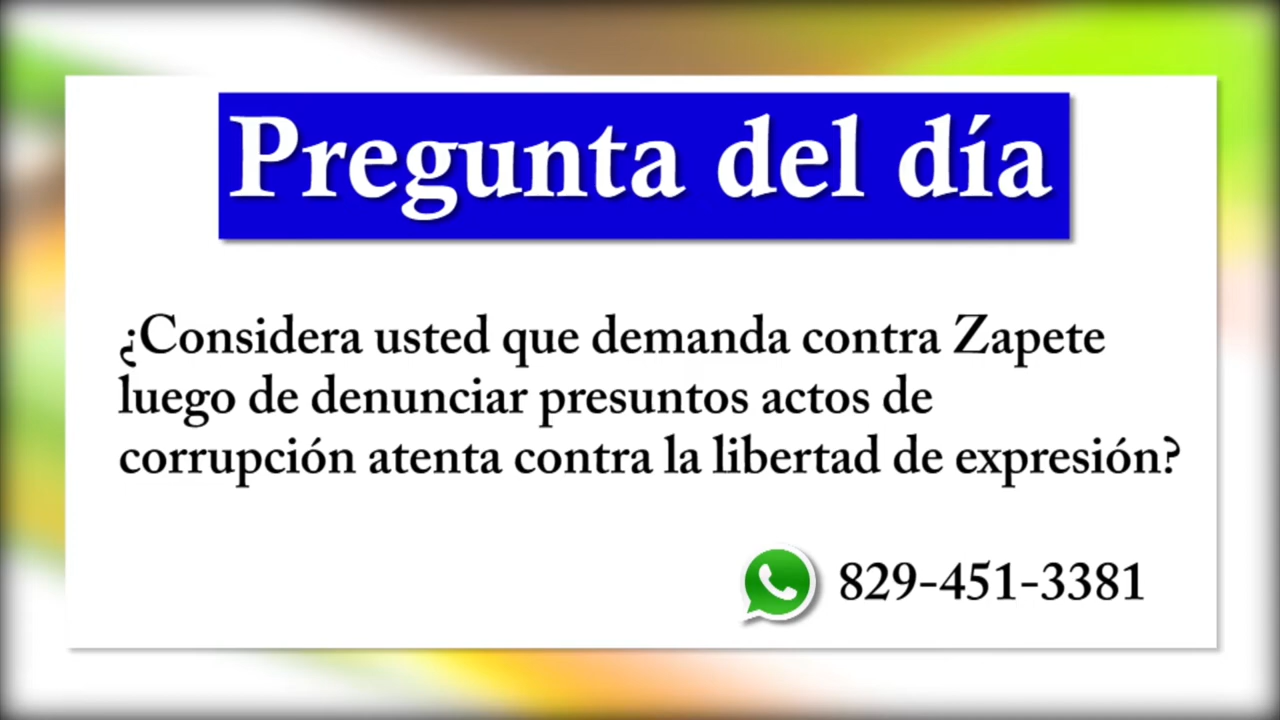 Pregunta del día
¿Considera usted que demanda contra Zapete
luego de denunciar presuntos actos de
corrupción atenta contra la libertad de expresión?
829-451-3381